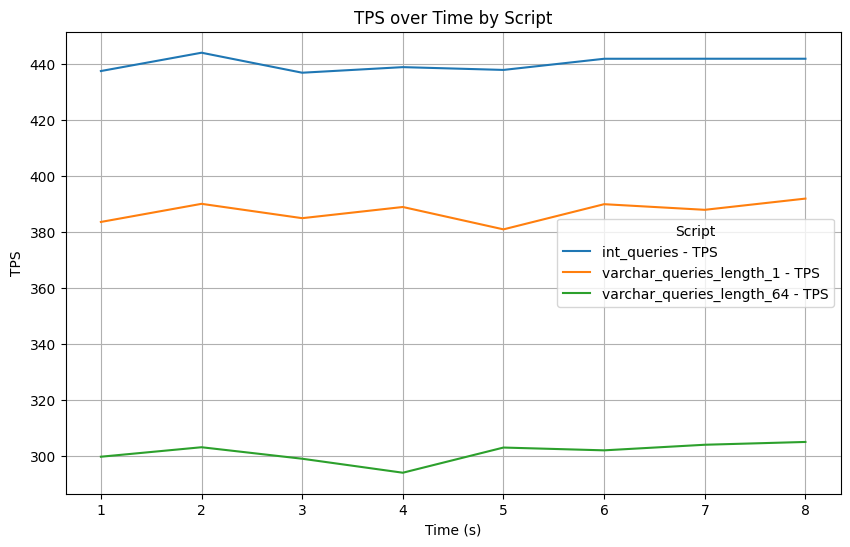 TPS over Time by Script
TPS
440
420
400
380
360
340
320
300
Script
int_queries - TPS
varchar_queries_length_1 - TPS
varchar_queries_length_64 - TPS
1 2 3 4 5 6 7 8
Time (s)